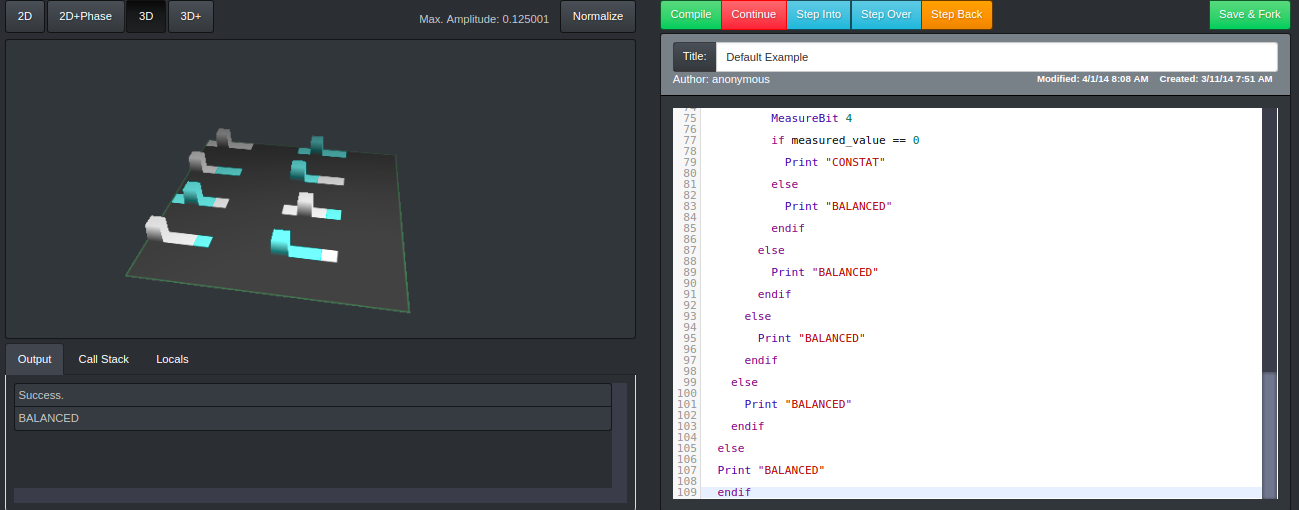 2D 2D+Phase 3D 3D+ Max. Amplitude: 0.125001 Normalize
Output Call Stack Locals
Success.
BALANCED
Compile Continue Step Into Step Over Step Back Save & Fork
Title: Default Example
Author: anonymous Modified: 4/1/14 8:08 AM Created: 3/11/14 7:51 AM
74
75 MeasureBit 4
76
77 if measured_value == 0
78
79 Print "CONSTAT"
80
81 else
82
83 Print "BALANCED"
84
85 endif
86
87 else
88
89 Print "BALANCED"
90
91 endif
92
93 else
94
95 Print "BALANCED"
96
97 endif
98
99 else
100
101 Print "BALANCED"
102
103 endif
104
105 else
106
107 Print "BALANCED"
108
109 endif